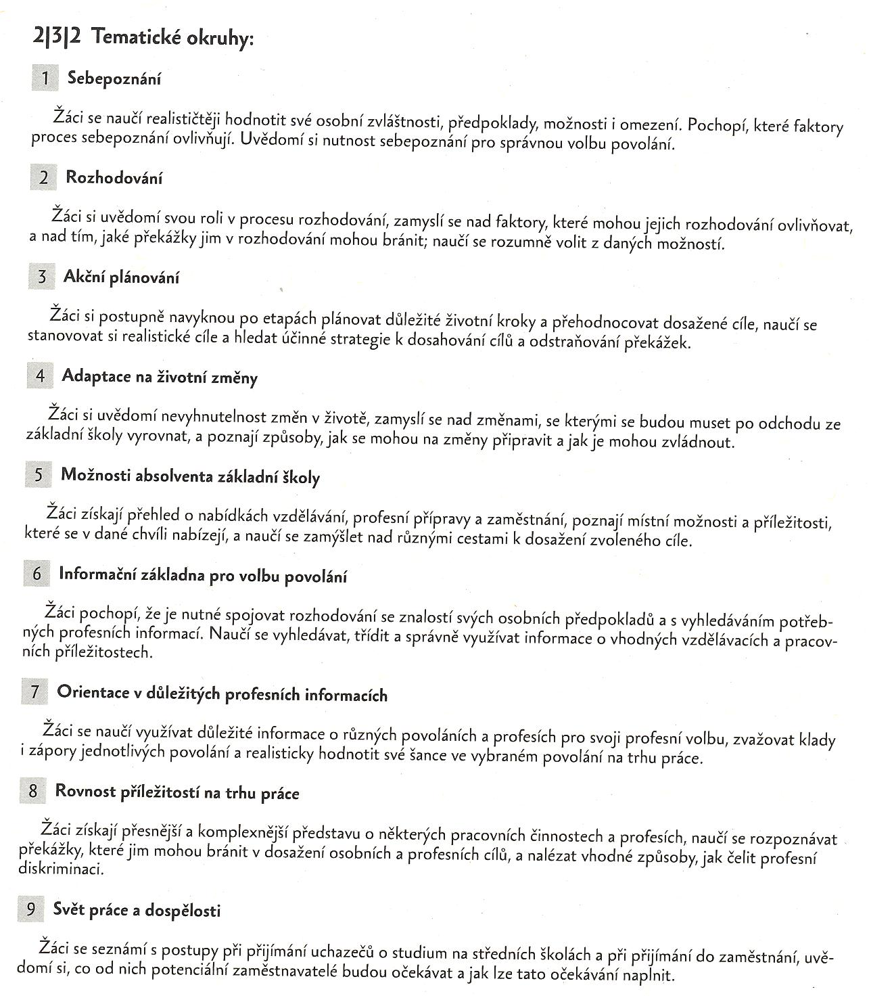 2|3|2 Tematické okruhy:
1 Sebepoznání
Žáci se naučí realističtěji hodnotit své osobní zvláštnosti, předpoklady, možnosti i omezení. Pochopí, které faktory
proces sebepoznání ovlivňují. Uvědomí si nutnost sebepoznání pro správnou volbu povolání.
2 Rozhodování
Žáci si uvědomí svou roli v procesu rozhodování, zamyslí se nad faktory, které mohou jejich rozhodování ovlivňovat,
a nad tím, jaké překážky jim v rozhodování mohou bránit; naučí se rozumně volit z daných možností.
3 Akční plánování
Žáci si postupně navyknou po etapách plánovat důležité životní kroky a přehodnocovat dosažené cíle, naučí se
stanovovat si realistické cíle a hledat účinné strategie k dosahování cílů a odstraňování překážek.
4 Adaptace na životní změny
Žáci si uvědomí nevyhnutelnost změn v životě, zamyslí se nad změnami, se kterými se budou muset po odchodu ze
základní školy vyrovnat, a poznají způsoby, jak se mohou na změny připravit a jak je mohou zvládnout.
5 Možnosti absolventa základní školy
Žáci získají přehled o nabídkách vzdělávání, profesní přípravy a zaměstnání, poznají místní možnosti a příležitosti,
které se v dané chvíli nabízejí, a naučí se zamýšlet nad různými cestami k dosažení zvoleného cíle.
6 Informační základna pro volbu povolání
Žáci pochopí, že je nutné spojovat rozhodování se znalostí svých osobních předpokladů a s vyhledáváním potřeb-
ných profesních informací. Naučí se vyhledávat, třídit a správně využívat informace o vhodných vzdělávacích a pracov-
ních příležitostech.
7 Orientace v důležitých profesních informacích
Žáci se naučí využívat důležité informace o různých povoláních a profesích pro svoji profesní volbu, zvažovat klady
i zápory jednotlivých povolání a realisticky hodnotit své šance ve vybraném povolání na trhu práce.
8 Rovnost příležitostí na trhu práce
Žáci získají přesnější a komplexnější představu o některých pracovních činnostech a profesích, naučí se rozpoznávat
překážky, které jim mohou bránit v dosažení osobních a profesních cílů, a nalézat vhodné způsoby, jak čelit profesní
diskriminaci.
9 Svět práce a dospělosti
Žáci se seznámí s postupy při přijímání uchazečů o studium na středních školách a při přijímání do zaměstnání, uvě-
domí si, co od nich potenciální zaměstnavatelé budou očekávat a jak lze tato očekávání naplnit.